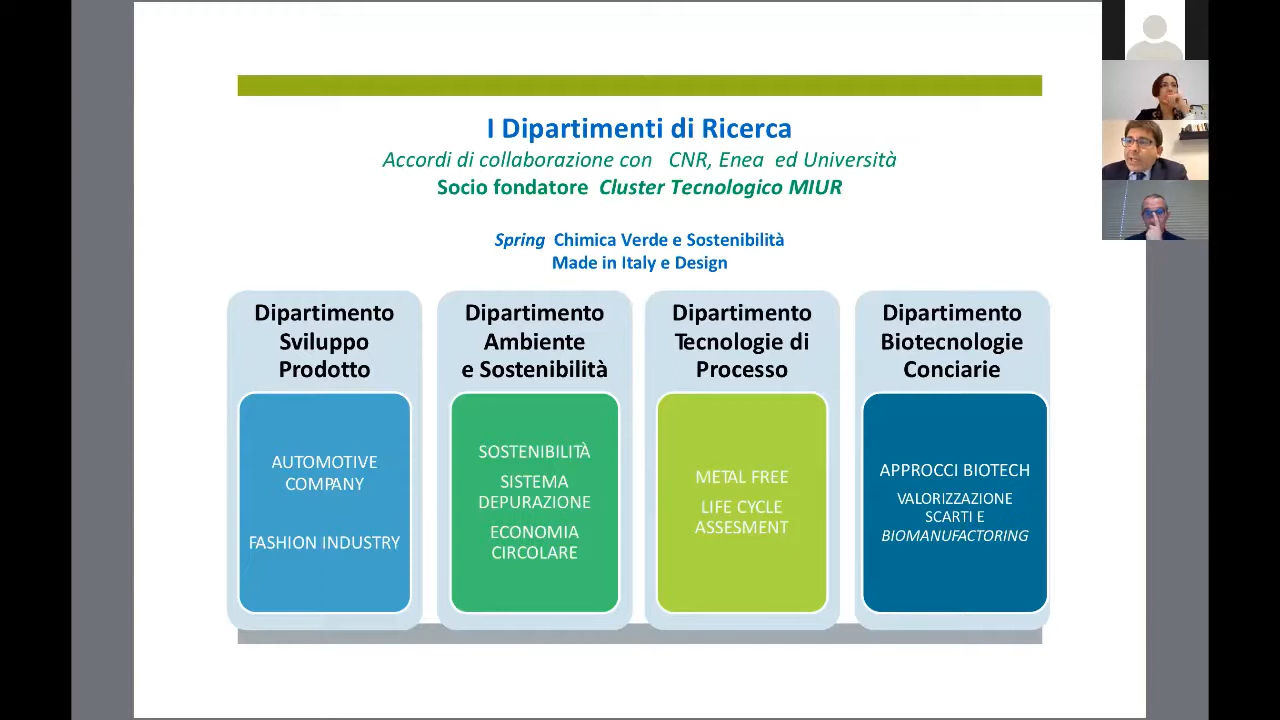 I Dipartimenti di Ricerca
Accordi di collaborazione con CNR, Enea ed Università
Socio fondatore Cluster Tecnologico MIUR
Spring Chimica Verde e Sostenibilità
Made in Italy e Design
Dipartimento
Sviluppo
Prodotto
AUTOMOTIVE
COMPANY
FASHION INDUSTRY
Dipartimento
Ambiente
e Sostenibilità
SOSTENIBILITÀ
SISTEMA
DEPURAZIONE
ECONOMIA
CIRCOLARE
Dipartimento
Tecnologie di
Processo
METAL FREE
LIFE CYCLE
ASSESMENT
Dipartimento
Biotecnologie
Conciarie
APPROCCI BIOTECH
VALORIZZAZIONE
SCARTI E
BIOMANUFACTORING